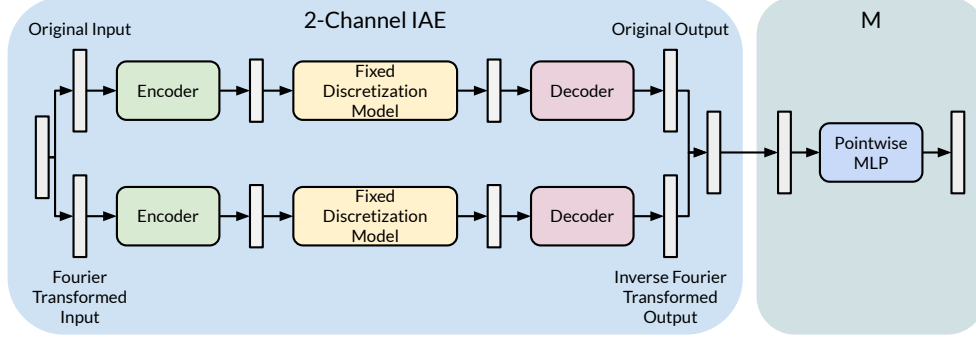 2-Channel IAE
M
Original Input
Original Output
Encoder
Fixed
Discretization
Model
Decoder
Pointwise
MLP
Encoder
Fixed
Discretization
Model
Decoder
Fourier
Transformed
Input
Inverse Fourier
Transformed
Output